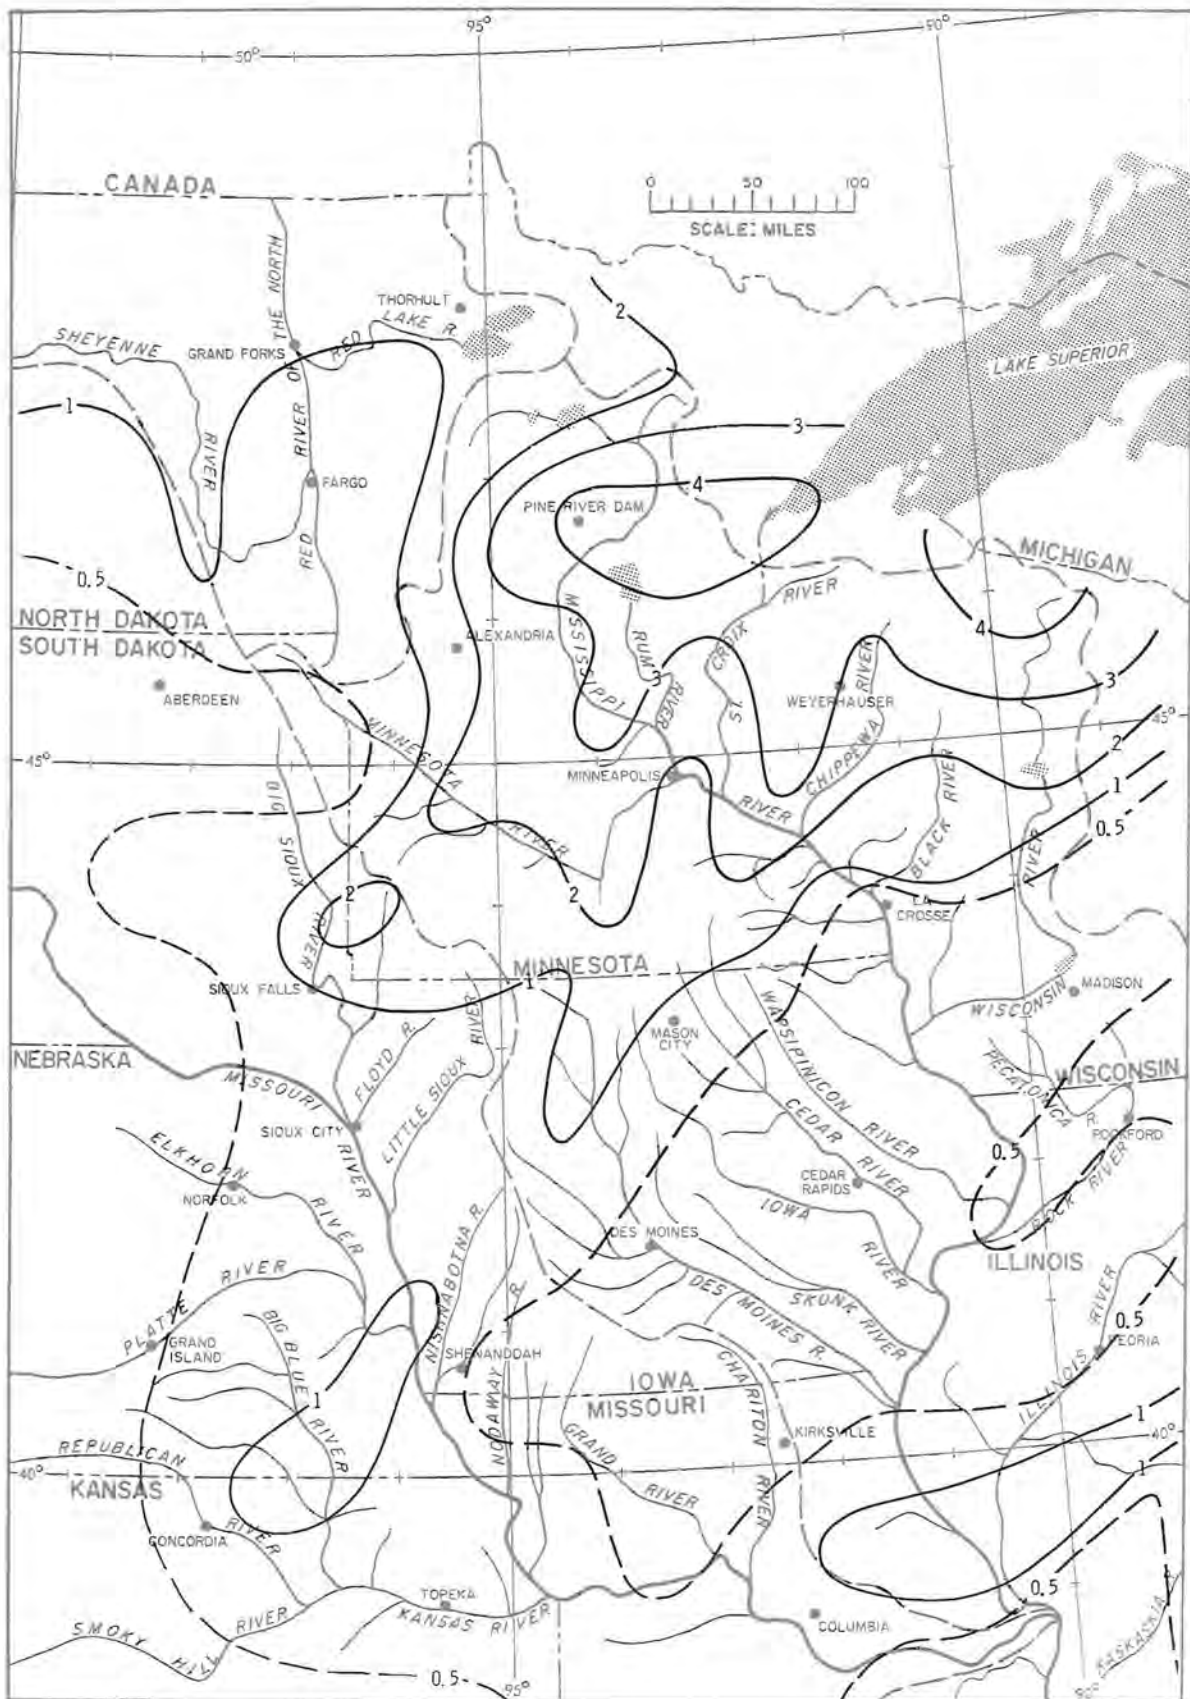 95°
90°
50°
CANADA
0 50 100
SCALE: MILES
THE NORTH
THORHULT
2
SHEYENNE
GRAND FORKS
RED LAKE R.
LAKE SUPERIOR
OF
1
3
RIVER
RIVER
FARGO
4
PINE RIVER DAM
RED
0.5
MICHIGAN
RIVER
NORTH DAKOTA
SOUTH DAKOTA
ALEXANDRIA
MISSISSIPPI
RUM
RIVER
CROIX
ST
4
3
3
ABERDEEN
WEYERHAUSER
RIVER
MINNESOTA
CHIPPEWA
45°
45°
2
MINNEAPOLIS
BIG
SIOUX
RIVER
RIVER
RIVER
BLACK
RIVER
1
0.5
RIVER
2
2
LA CROSSE
MINNESOTA
SIOUX FALLS
1
MADISON
WISCONSIN
MASON CITY
WAPSIPINICON
RIVER
NEBRASKA
MISSOURI
RIVER
FLOYD R.
LITTLE SIOUX
RIVER
PECATONICA
R.
WISCONSIN
SIOUX CITY
CEDAR
RIVER
ROCKFORD
ELKHORN
RIVER
NORFOLK
0.5
CEDAR RAPIDS
IOWA
RIVER
ROCK RIVER
DES MOINES
ILLINOIS
PLATTE
RIVER
NISHNABOTNA R.
R.
DES MOINES R.
SKUNK RIVER
0.5
GRAND ISLAND
BIG BLUE
RIVER
SHENANDOAH
PEORIA
ILLINOIS
RIVER
1
NODAWAY
IOWA
MISSOURI
CHARITON
RIVER
1
REPUBLICAN
RIVER
GRAND
RIVER
KIRKSVILLE
40°
40°
KANSAS
1
CONCORDIA
TOPEKA
KANSAS RIVER
0.5
COLUMBIA
SMOKY
HILL
RIVER
KASKASKIA
0.5
95°
90°